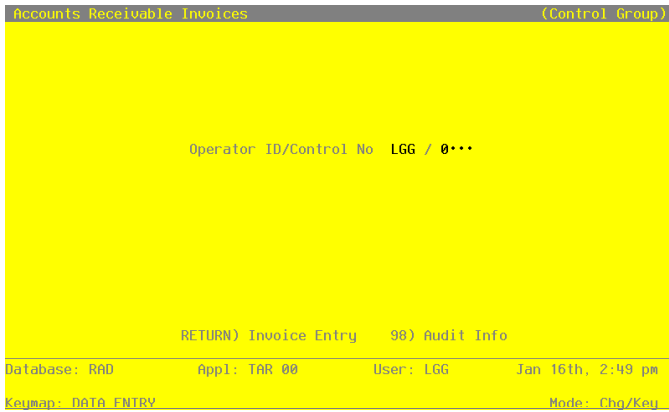 Accounts Receivable Invoices (Control Group)
Operator ID/Control No LGG / 0•••
RETURN) Invoice Entry 98) Audit Info
Database: RAD Appl: TAR 00 User: LGG Jan 16th, 2:49 pm
Keymap: DATA ENTRY Mode: Chg/Key